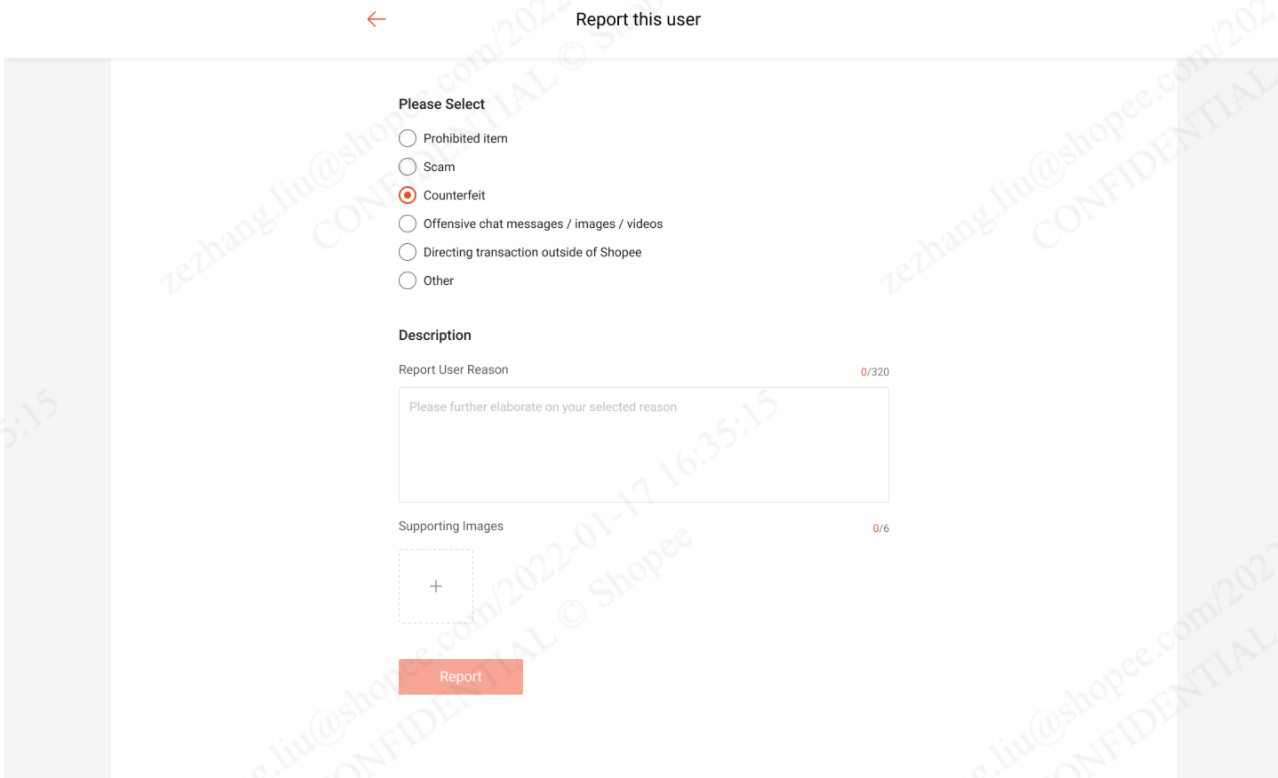 Report this user
Please Select
Prohibited item
Scam
Counterfeit
Offensive chat messages / images / videos
Directing transaction outside of Shopee
Other
Description
Report User Reason 0/320
Please further elaborate on your selected reason
Supporting Images 0/6
+
Report
zezhang.liu@shopee.com/2022-01-17 16:35:15
CONFIDENTIAL © Shopee